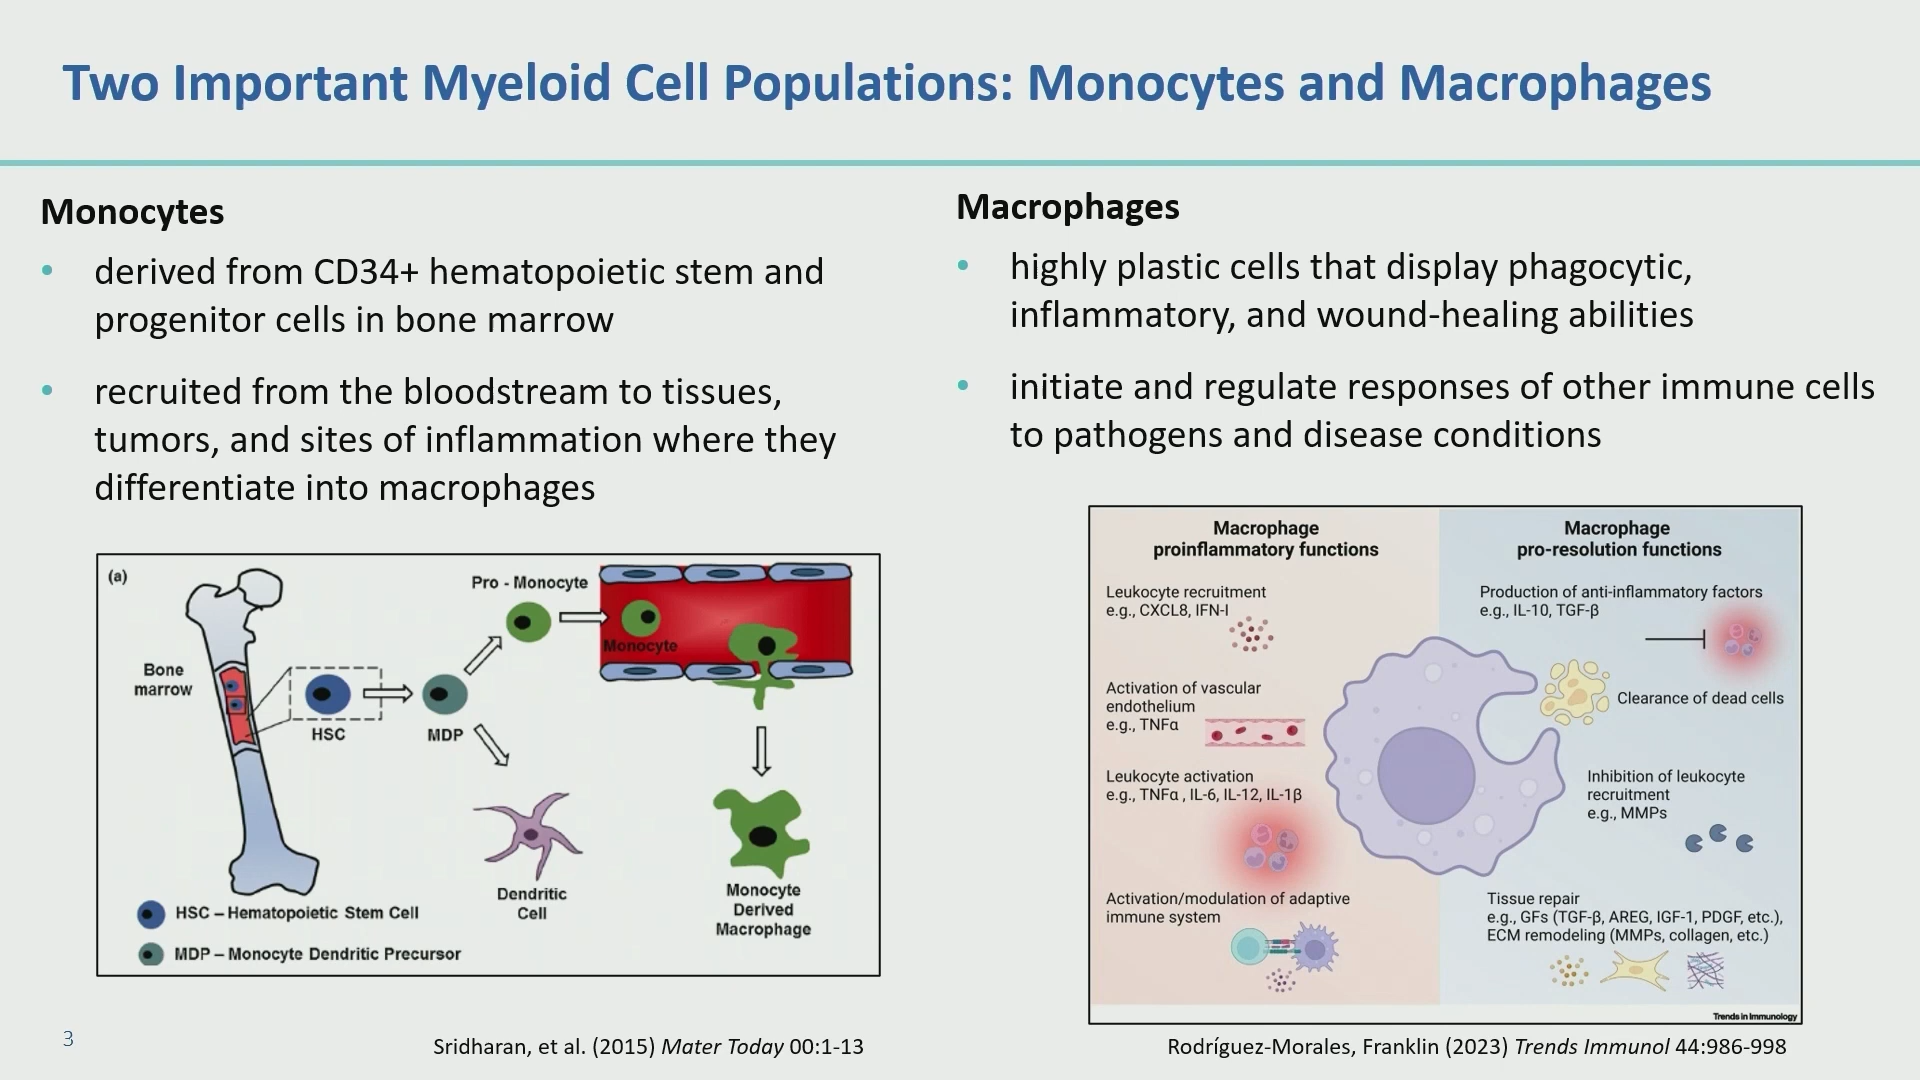 Two Important Myeloid Cell Populations: Monocytes and Macrophages
Monocytes
• derived from CD34+ hematopoietic stem and
progenitor cells in bone marrow
• recruited from the bloodstream to tissues,
tumors, and sites of inflammation where they
differentiate into macrophages
(a)
Bone
marrow
HSC
MDP
Pro - Monocyte
Monocyte
Dendritic
Cell
Monocyte
Derived
Macrophage
HSC – Hematopoietic Stem Cell
MDP – Monocyte Dendritic Precursor
Sridharan, et al. (2015) Mater Today 00:1-13
Macrophages
• highly plastic cells that display phagocytic,
inflammatory, and wound-healing abilities
• initiate and regulate responses of other immune cells
to pathogens and disease conditions
Macrophage
proinflammatory functions
Leukocyte recruitment
e.g., CXCL8, IFN-I
Activation of vascular
endothelium
e.g., TNFα
Leukocyte activation
e.g., TNFα , IL-6, IL-12, IL-1β
Activation/modulation of adaptive
immune system
Macrophage
pro-resolution functions
Production of anti-inflammatory factors
e.g., IL-10, TGF-β
Clearance of dead cells
Inhibition of leukocyte
recruitment
e.g., MMPs
Tissue repair
e.g., GFs (TGF-β, AREG, IGF-1, PDGF, etc.),
ECM remodeling (MMPs, collagen, etc.)
Trends in Immunology
Rodríguez-Morales, Franklin (2023) Trends Immunol 44:986-998
3